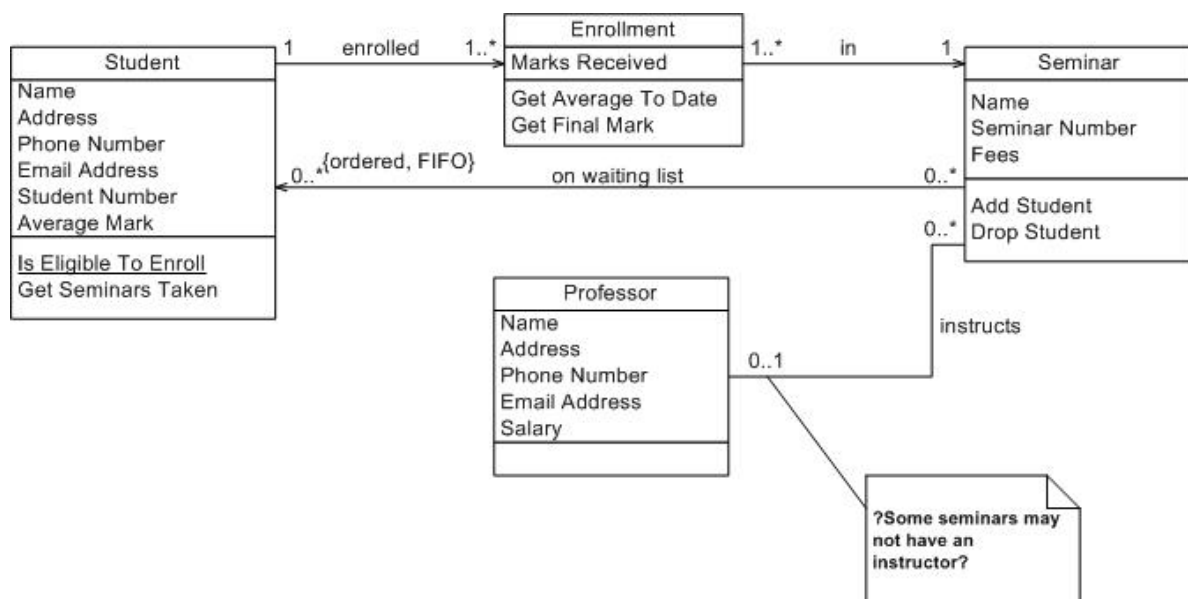 Student
Name
Address
Phone Number
Email Address
Student Number
Average Mark
Is Eligible To Enroll
Get Seminars Taken
1 enrolled 1..*
Enrollment
Marks Received
Get Average To Date
Get Final Mark
1..* in 1
Seminar
Name
Seminar Number
Fees
Add Student
Drop Student
0..* {ordered, FIFO} on waiting list 0..*
0..*
instructs
0..1
Professor
Name
Address
Phone Number
Email Address
Salary
?Some seminars may
not have an
instructor?